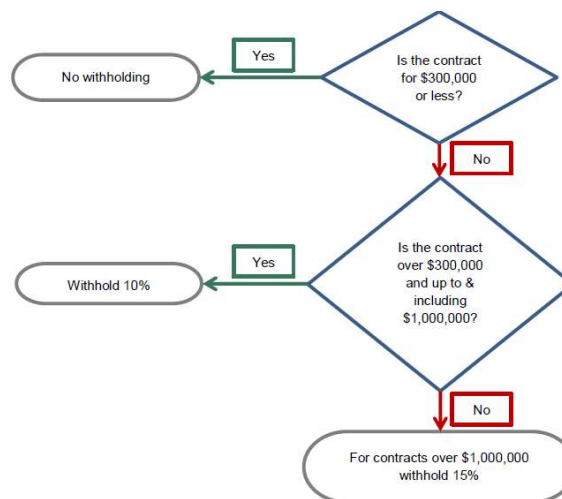 Yes
Is the contract
for $300,000
or less?
No withholding
No
Is the contract
over $300,000
and up to &
including
$1,000,000?
Yes
Withhold 10%
No
For contracts over $1,000,000
withhold 15%